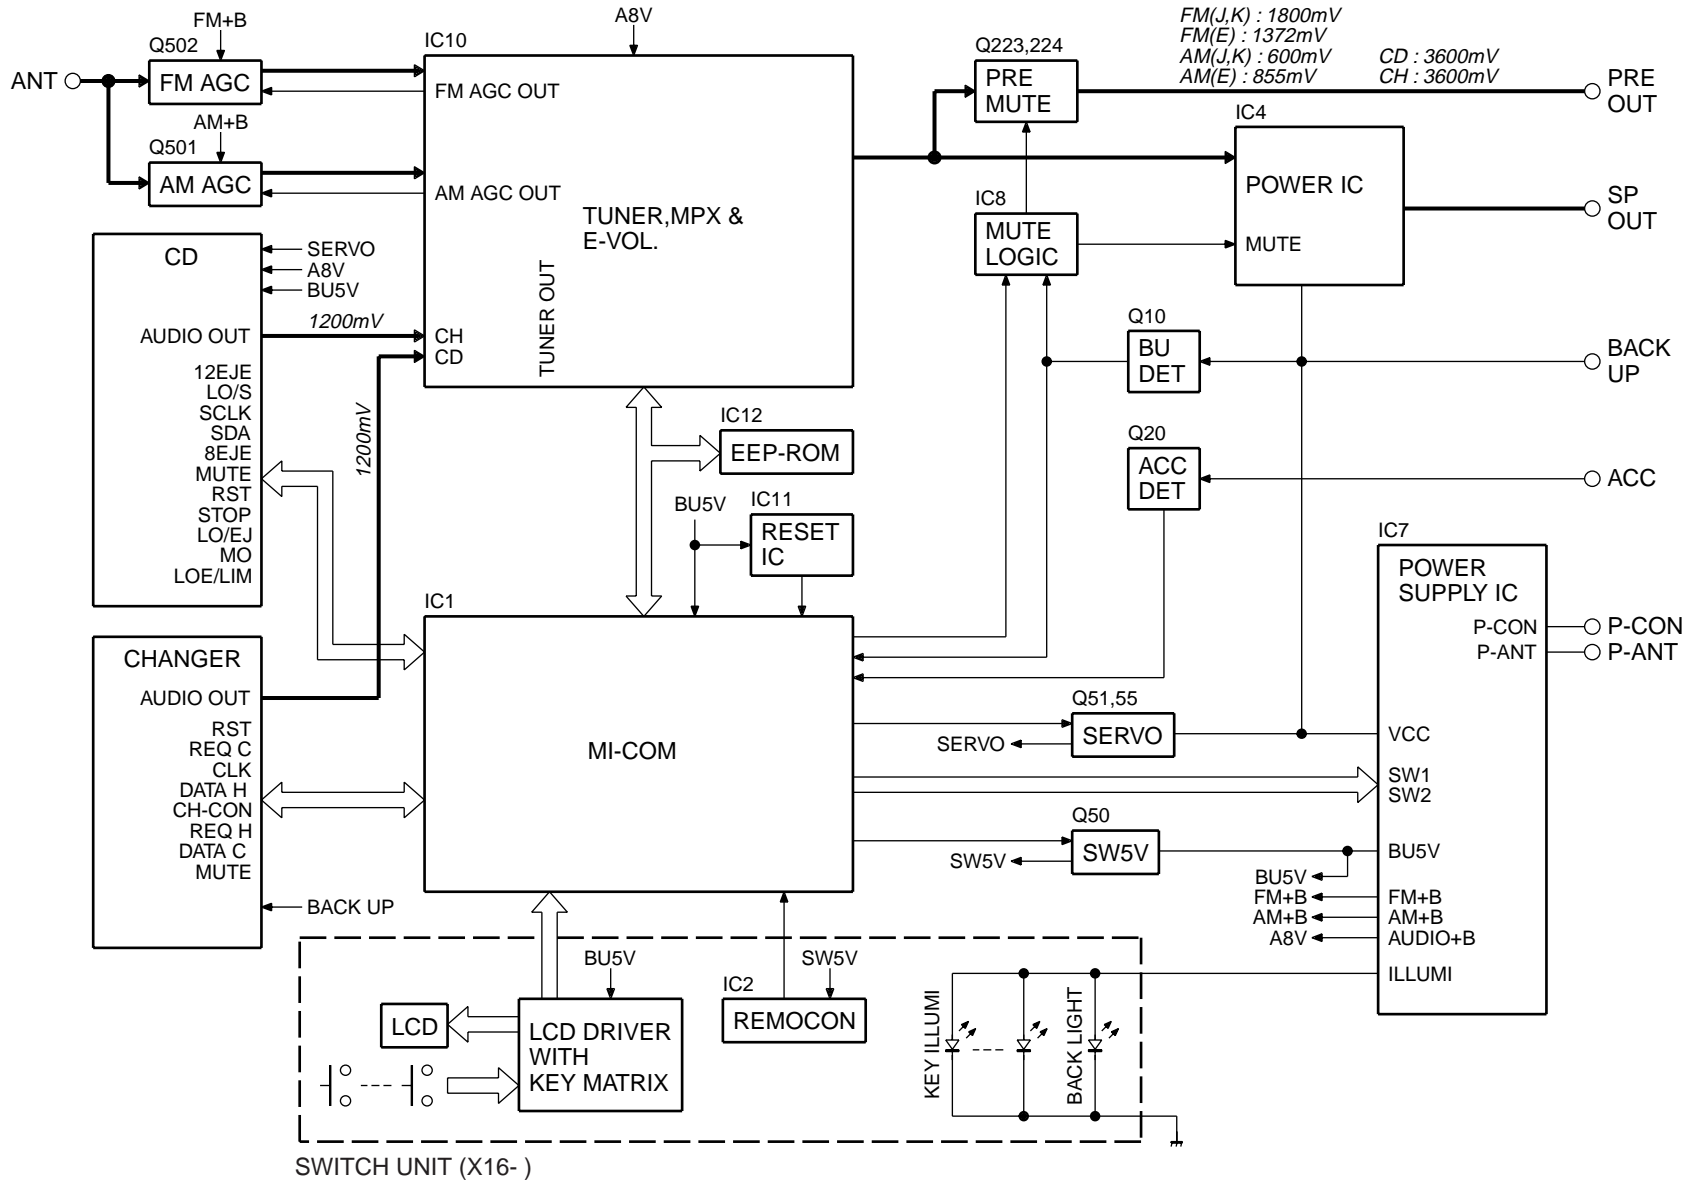 FM+B
Q502
ANT
FM AGC
AM+B
Q501
AM AGC
IC10
A8V
FM AGC OUT
AM AGC OUT
TUNER,MPX &
E-VOL.
TUNER OUT
CH
CD
Q223,224
PRE
MUTE
FM(J,K) : 1800mV
FM(E) : 1372mV
AM(J,K) : 600mV
AM(E) : 855mV
CD : 3600mV
CH : 3600mV
PRE
OUT
IC4
POWER IC
MUTE
SP
OUT
IC8
MUTE
LOGIC
CD
SERVO
A8V
BU5V
AUDIO OUT
1200mV
12EJE
LO/S
SCLK
SDA
8EJE
MUTE
RST
STOP
LO/EJ
MO
LOE/LIM
1200mV
Q10
BU
DET
BACK
UP
Q20
ACC
DET
ACC
IC12
EEP-ROM
BU5V
IC11
RESET
IC
IC1
MI-COM
CHANGER
AUDIO OUT
RST
REQ C
CLK
DATA H
CH-CON
REQ H
DATA C
MUTE
BACK UP
Q51,55
SERVO
SERVO
Q50
SW5V
SW5V
IC7
POWER
SUPPLY IC
P-CON
P-ANT
P-CON
P-ANT
VCC
SW1
SW2
BU5V
BU5V
FM+B
FM+B
AM+B
AM+B
A8V
AUDIO+B
ILLUMI
BU5V
LCD
LCD DRIVER
WITH
KEY MATRIX
SW5V
IC2
REMOCON
KEY ILLUMI
BACK LIGHT
SWITCH UNIT (X16- )